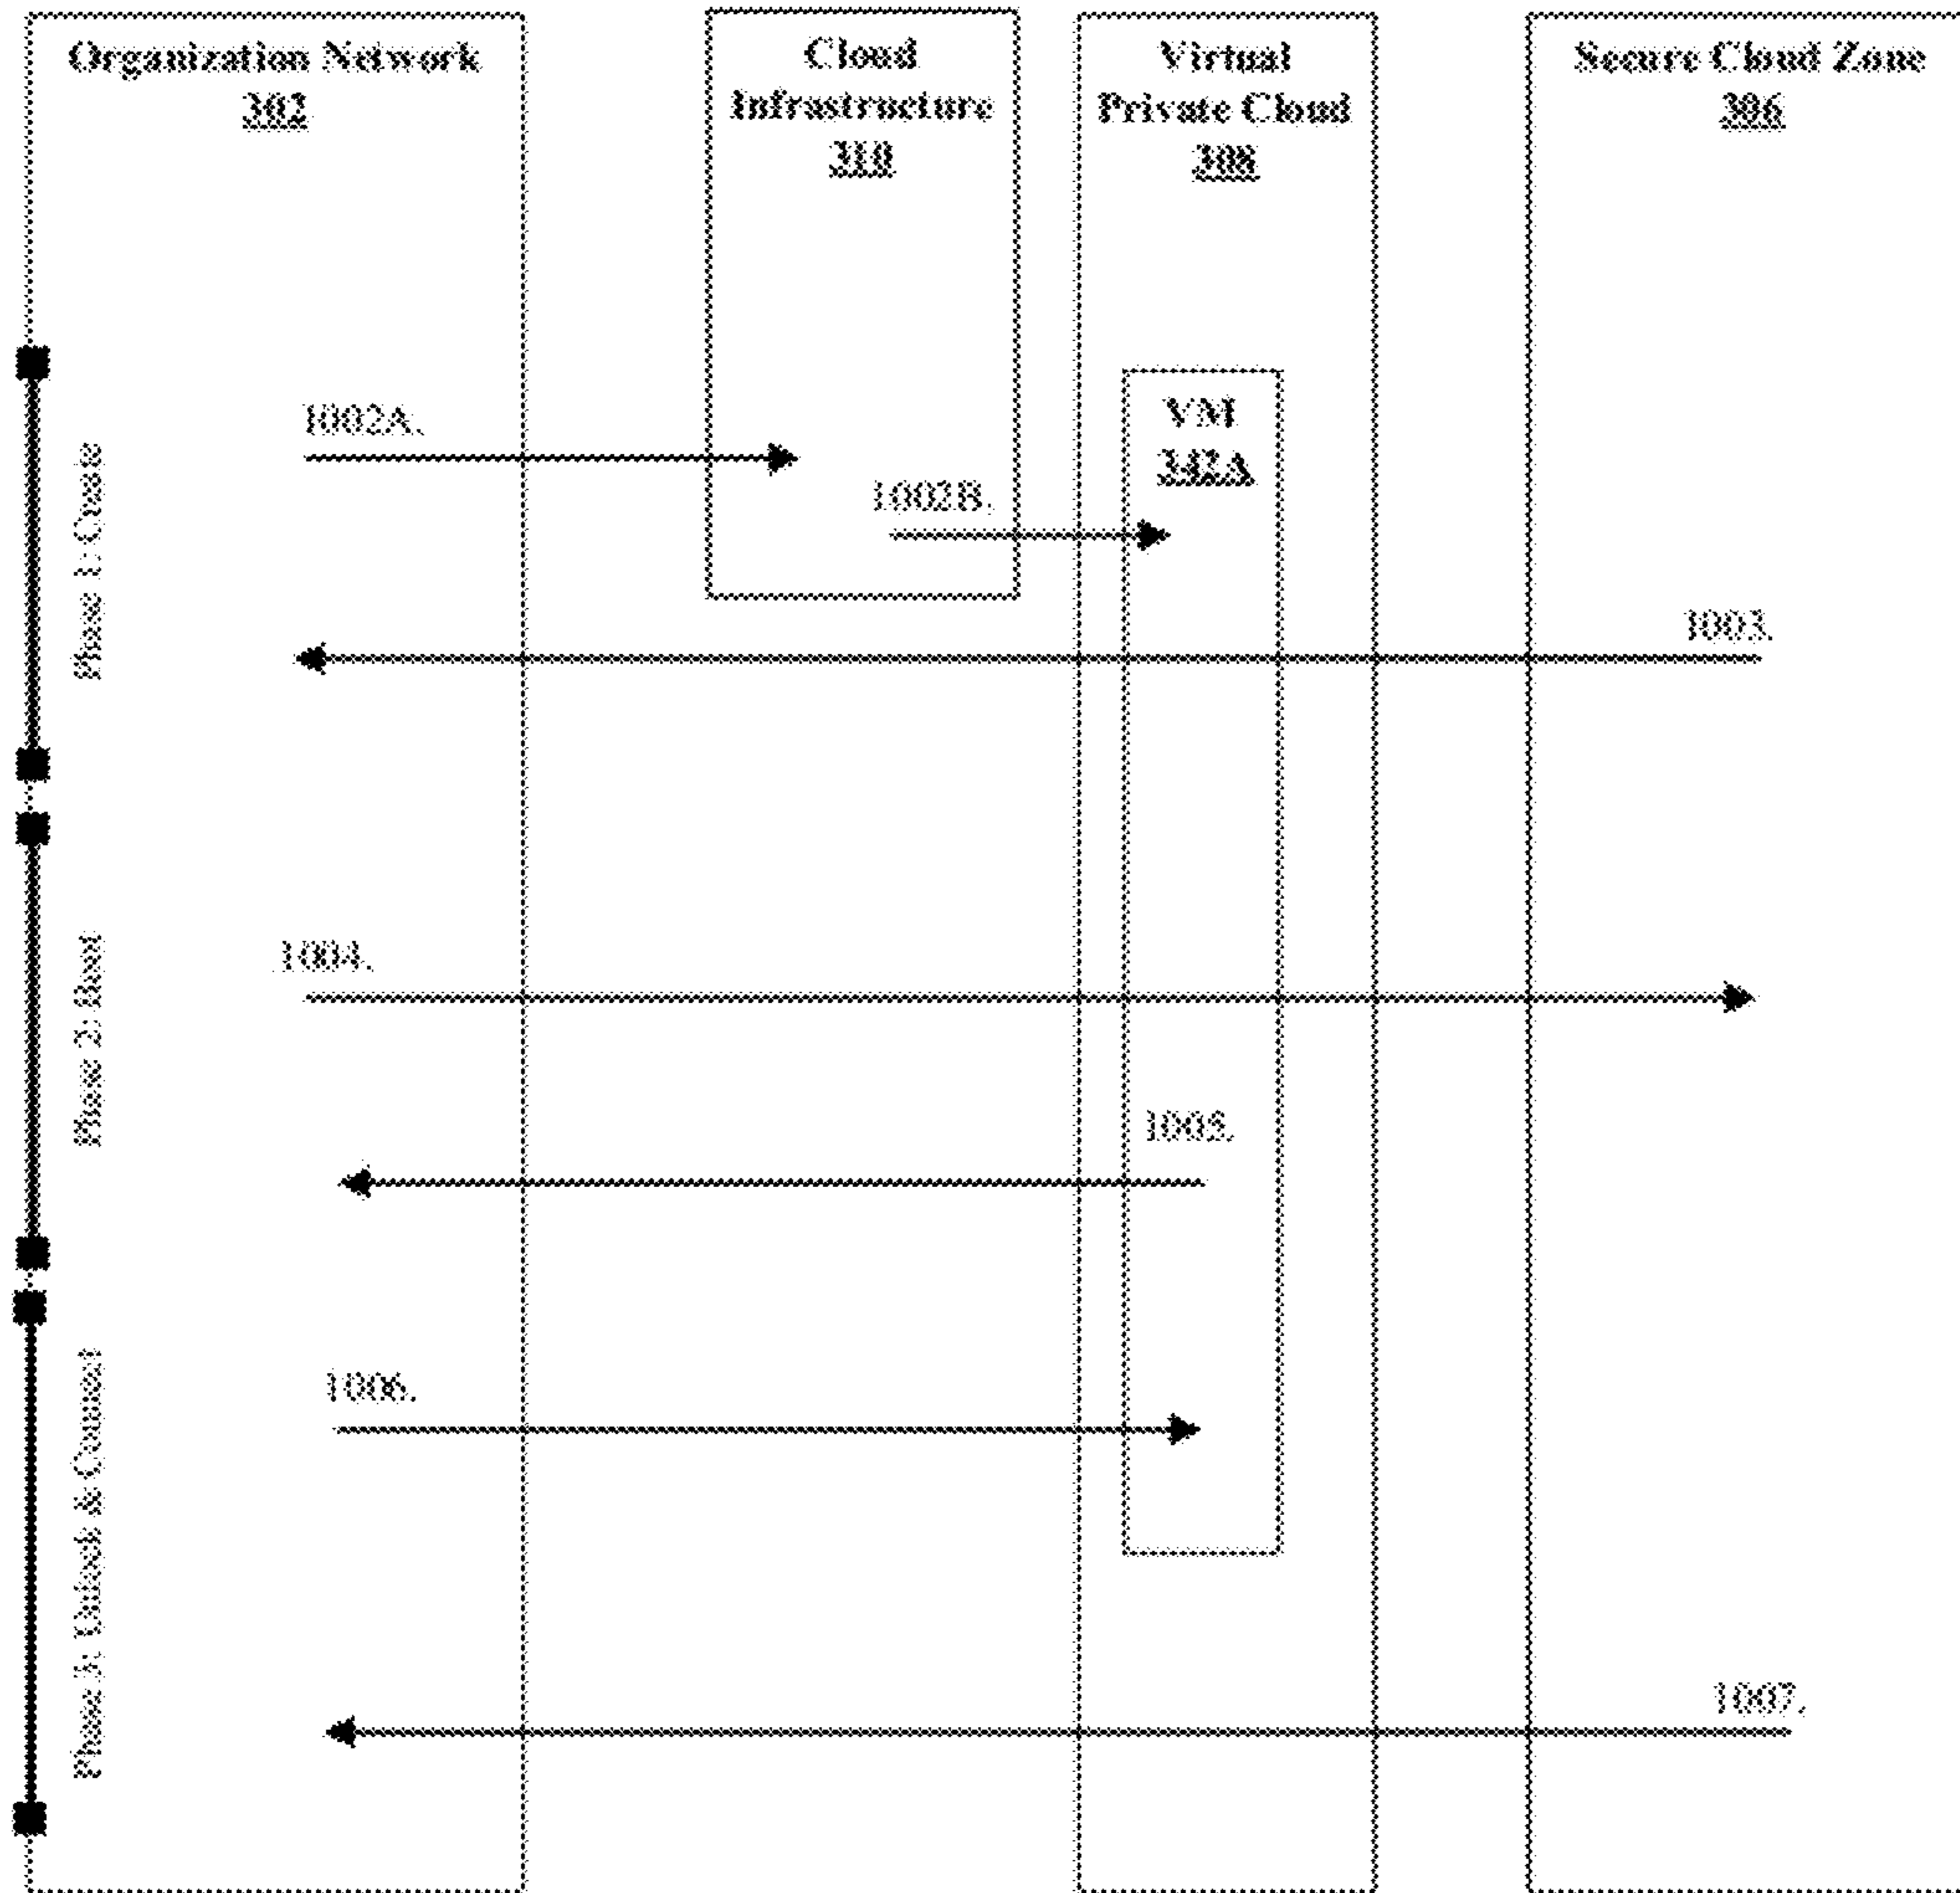 Organization Network
302
Cloud
Infrastructure
310
Virtual
Private Cloud
308
Secure Cloud Zone
306
Phase 1: Create
1002A.
VM
342A
1002B.
1003.
Phase 2: Boot
1004.
1005.
Phase 3: Unlock & Connect
1006.
1007.